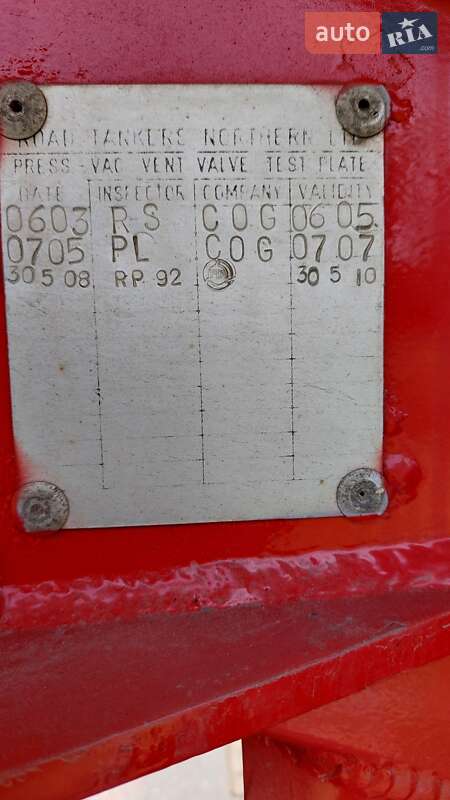 auto RIA .com
ROAD TANKERS NORTHERN LTD
PRESS - VAC VENT VALVE TEST PLATE
DATE INSPECTOR COMPANY VALIDITY
0603 RS COG 0605
0705 PL COG 0707
30 5 08 RP 92 30 5 10